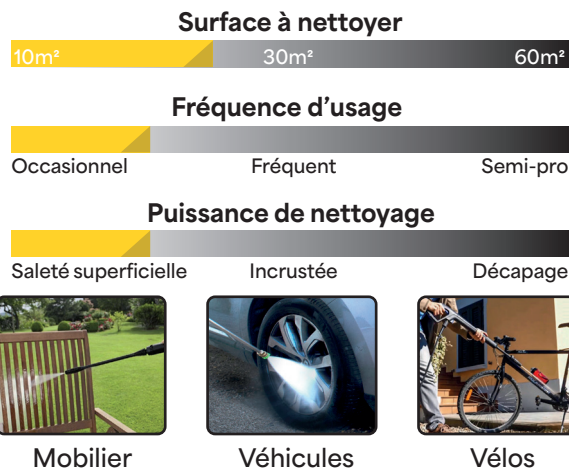 Surface à nettoyer
10m² 30m² 60m²
Fréquence d’usage
Occasionnel Fréquent Semi-pro
Puissance de nettoyage
Saleté superficielle Incrustée Décapage
Mobilier Véhicules Vélos